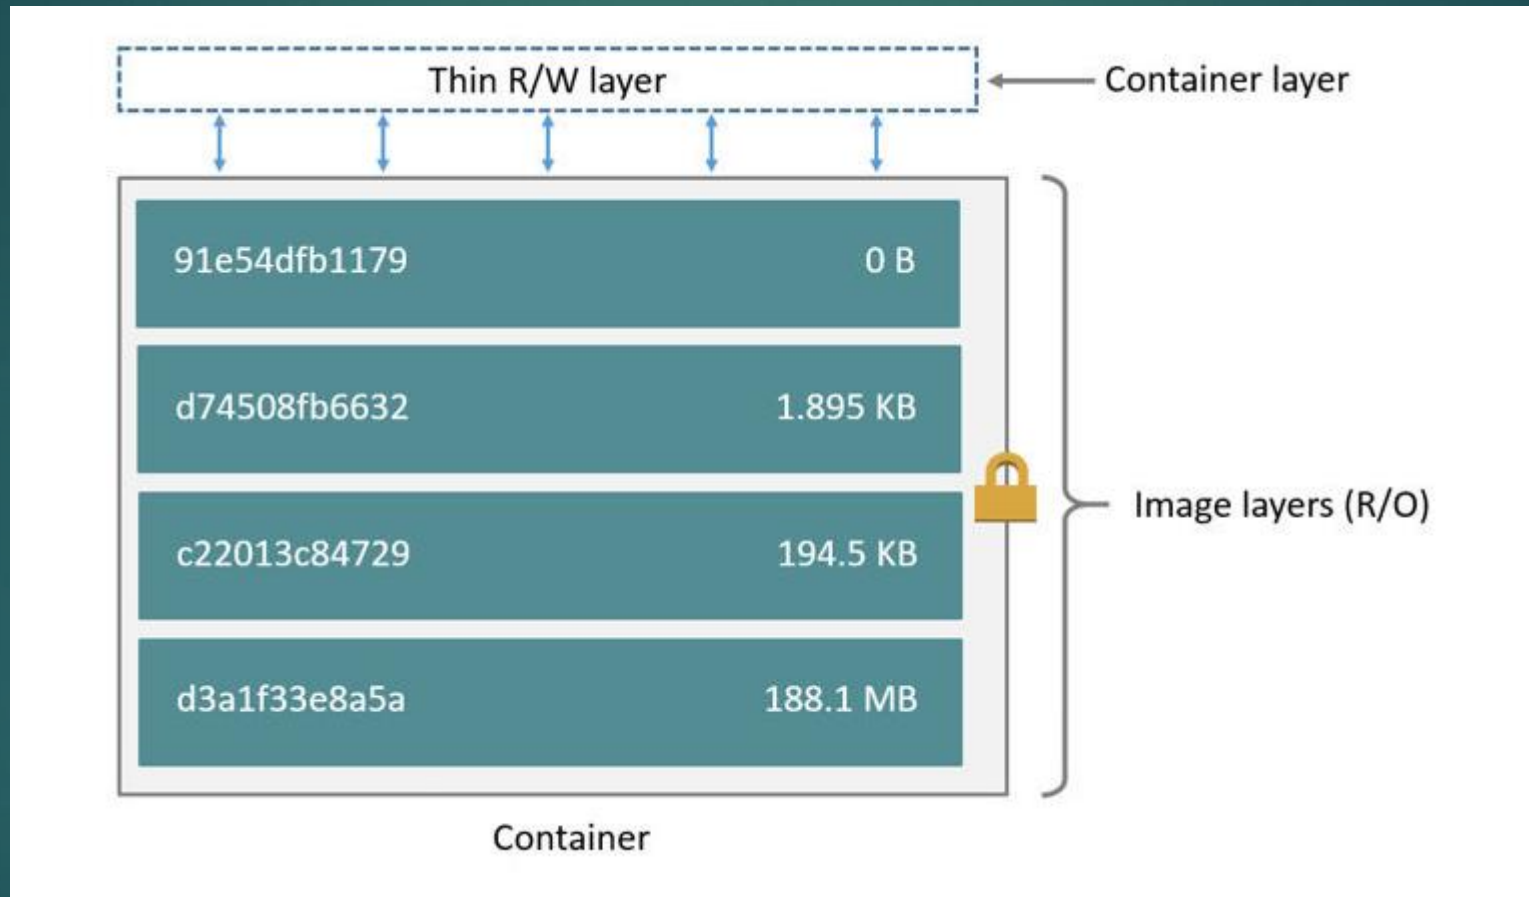 Thin R/W layer
Container layer
91e54dfb1179 0 B
d74508fb6632 1.895 KB
c22013c84729 194.5 KB
d3a1f33e8a5a 188.1 MB
Image layers (R/O)
Container